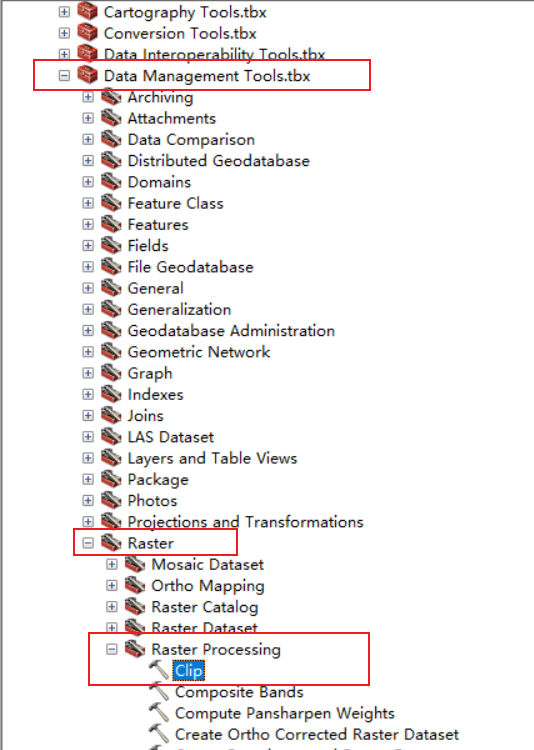 Cartography Tools.tbx
Conversion Tools.tbx
Data Interoperability Tools.tbx
Data Management Tools.tbx
Archiving
Attachments
Data Comparison
Distributed Geodatabase
Domains
Feature Class
Features
Fields
File Geodatabase
General
Generalization
Geodatabase Administration
Geometric Network
Graph
Indexes
Joins
LAS Dataset
Layers and Table Views
Package
Photos
Projections and Transformations
Raster
Mosaic Dataset
Ortho Mapping
Raster Catalog
Raster Dataset
Raster Processing
Clip
Composite Bands
Compute Pansharpen Weights
Create Ortho Corrected Raster Dataset